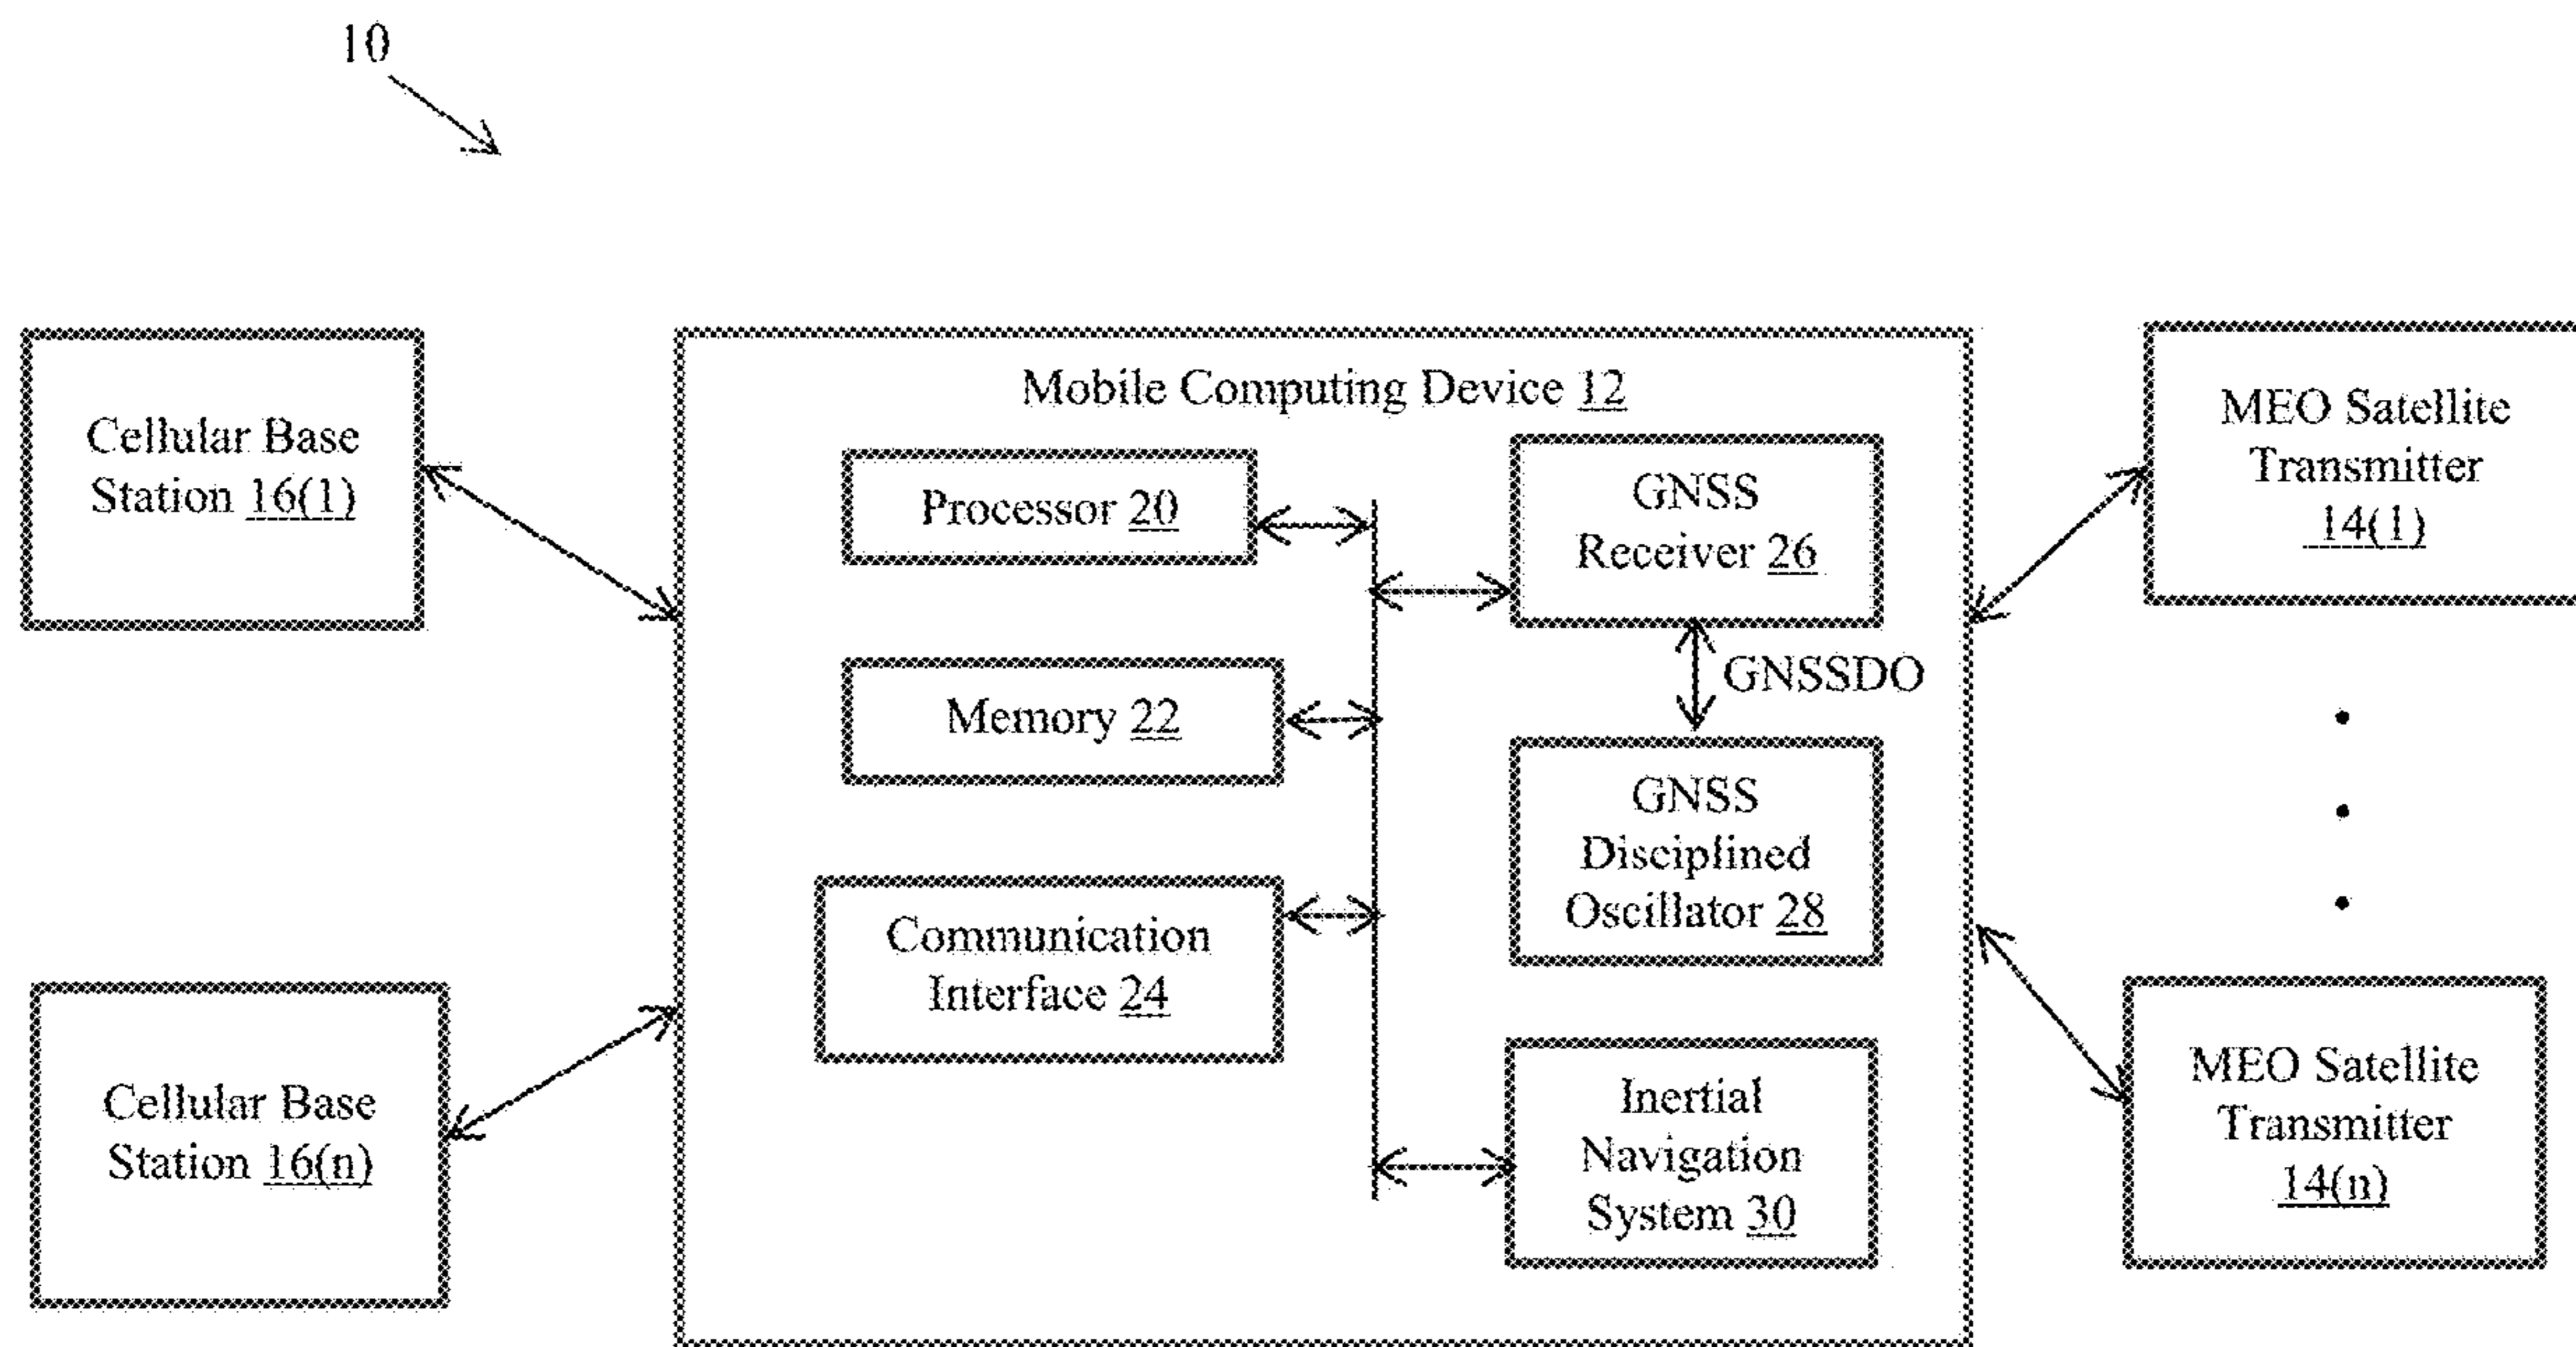 10
Cellular Base
Station 16(1)
Mobile Computing Device 12
MEO Satellite
Transmitter
14(1)
Processor 20
GNSS
Receiver 26
GNSSDO
Memory 22
GNSS
Disciplined
Oscillator 28
Communication
Interface 24
Cellular Base
Station 16(n)
Inertial
Navigation
System 30
MEO Satellite
Transmitter
14(n)